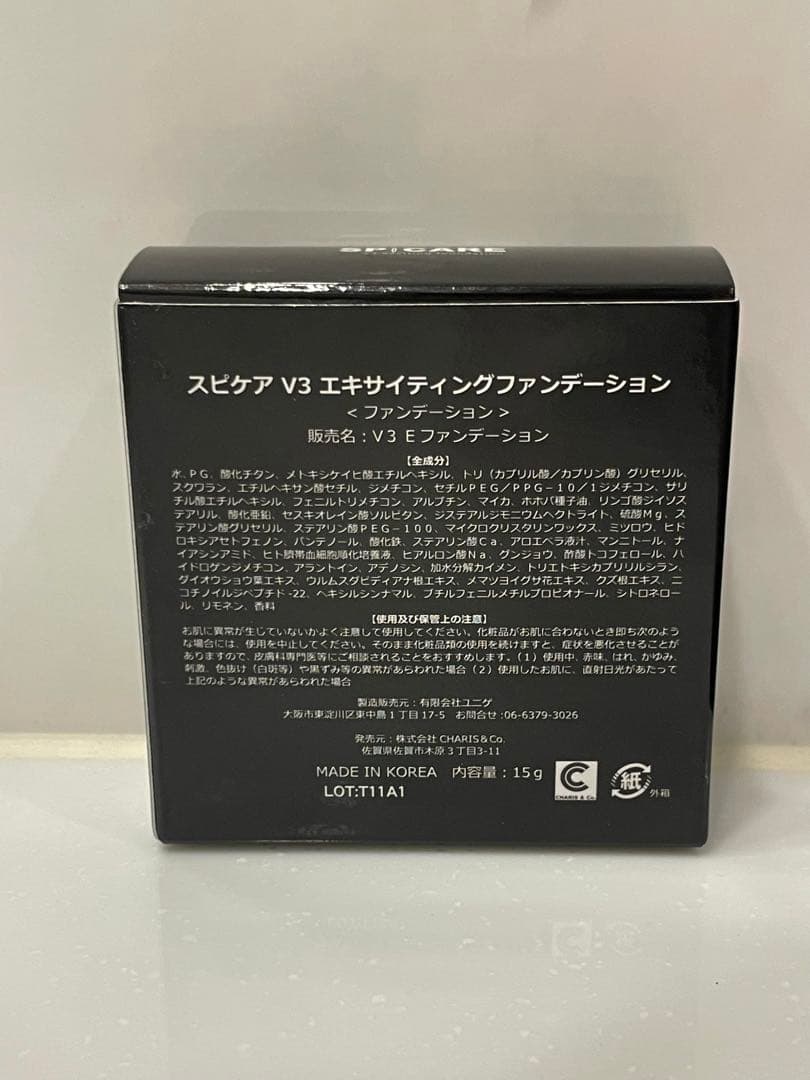 SPICARE
スピケア V3 エキサイティングファンデーション
< ファンデーション >
販売名：V3 Eファンデーション
【全成分】
水、PG、酸化チタン、メトキシケイヒ酸エチルヘキシル、トリ（カプリル酸／カプリン酸）グリセリル、
スクワラン、エチルヘキサン酸セチル、ジメチコン、セチルPEG／PPG－10／1ジメチコン、サリ
チル酸エチルヘキシル、フェニルトリメチコン、アルブチン、マイカ、ホホバ種子油、リンゴ酸ジイソス
テアリル、酸化亜鉛、セスキオレイン酸ソルビタン、ジステアルジモニウムヘクトライト、硫酸Mg、ス
テアリン酸グリセリル、ステアリン酸PEG－100、マイクロクリスタリンワックス、ミツロウ、ヒド
ロキシアセトフェノン、パンテノール、酸化鉄、ステアリン酸Ca、アロエベラ液汁、マンニトール、ナ
イアシンアミド、ヒト臍帯血細胞順化培養液、ヒアルロン酸Na、グンジョウ、酢酸トコフェロール、ハ
イドロゲンジメチコン、アラントイン、アデノシン、加水分解カイメン、トリエトキシカプリリルシラン、
ダイオウショウ葉エキス、ウルムスダビディアナ根エキス、メマツヨイグサ花エキス、クズ根エキス、ニ
コチノイルジペプチド-22、ヘキシルシンナマル、ブチルフェニルメチルプロピオナール、シトロネロー
ル、リモネン、香料
【使用及び保管上の注意】
お肌に異常が生じていないかよく注意して使用してください。化粧品がお肌に合わないとき即ち次のよう
な場合には、使用を中止してください。そのまま化粧品類の使用を続けますと、症状を悪化させることが
ありますので、皮膚科専門医等にご相談されることをおすすめします。（1）使用中、赤味、はれ、かゆみ、
刺激、色抜け（白斑等）や黒ずみ等の異常があらわれた場合（2）使用したお肌に、直射日光があたって
上記のような異常があらわれた場合
製造販売元：有限会社ユニゲ
大阪市東淀川区東中島1丁目17-5 お問合せ:06-6379-3026
発売元：株式会社 CHARIS＆Co.
佐賀県佐賀市木原3丁目3-11
MADE IN KOREA 内容量：15g
LOT:T11A1
C
CHARIS & Co.
紙
外箱